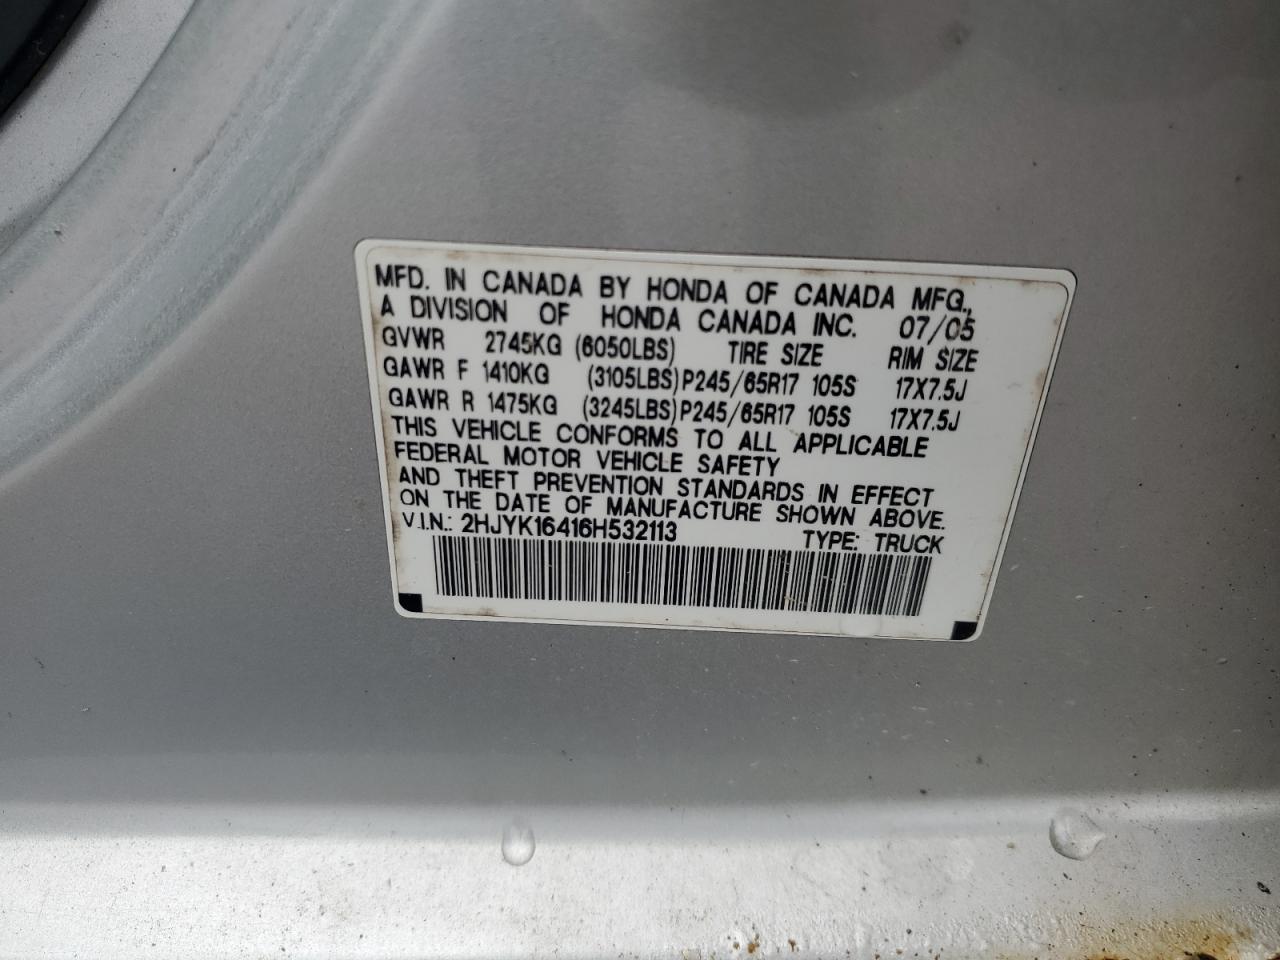 MFD. IN CANADA BY HONDA OF CANADA MFG.,
A DIVISION OF HONDA CANADA INC. 07/05
GVWR 2745KG (6050LBS) TIRE SIZE RIM SIZE
GAWR F 1410KG (3105LBS) P245/65R17 105S 17X7.5J
GAWR R 1475KG (3245LBS) P245/65R17 105S 17X7.5J
THIS VEHICLE CONFORMS TO ALL APPLICABLE
FEDERAL MOTOR VEHICLE SAFETY
AND THEFT PREVENTION STANDARDS IN EFFECT
ON THE DATE OF MANUFACTURE SHOWN ABOVE.
V.I.N.: 2HJYK16416H532113 TYPE: TRUCK